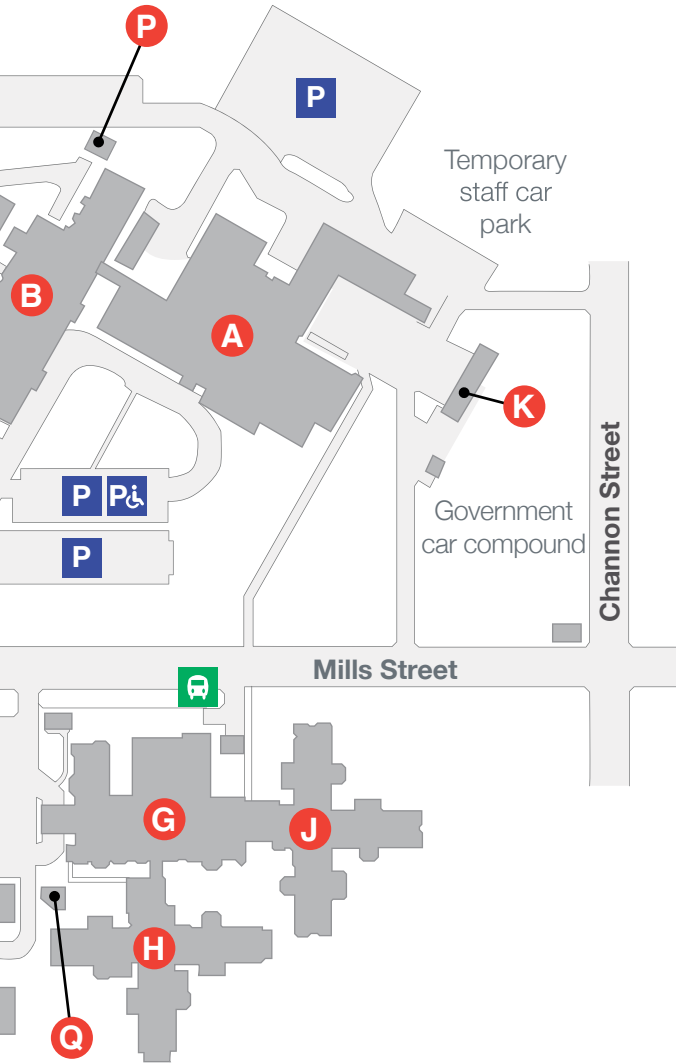 P
P
Temporary
staff car
park
B
A
K
P
P
Government
car compound
P
Channon Street
Mills Street
G
J
H
Q